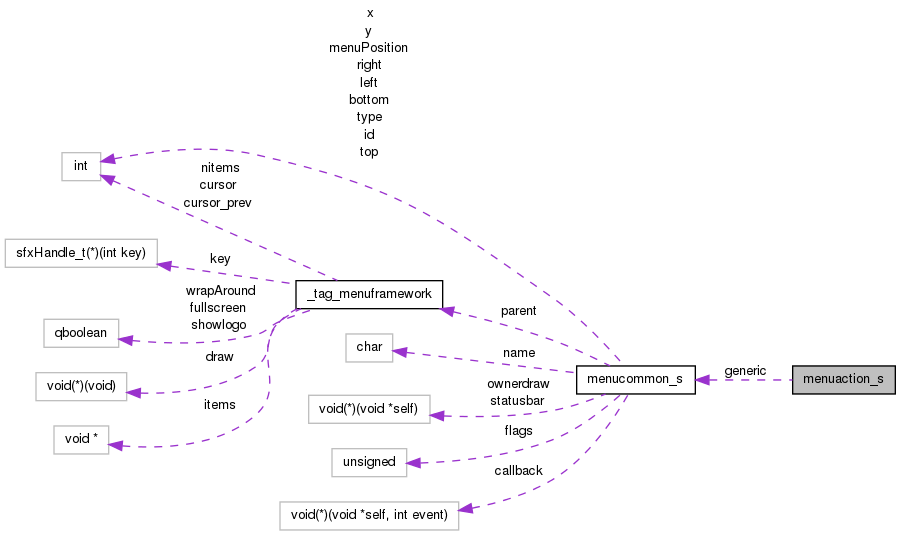 x
y
menuPosition
right
left
bottom
type
id
top
int
nitems
cursor
cursor_prev
sfxHandle_t(*)(int key)
key
_tag_menuframework
wrapAround
fullscreen
showlogo
qboolean
parent
char
name
draw
void(*)(void)
generic
menucommon_s
menuaction_s
ownerdraw
statusbar
void(*)(void *self)
items
void *
flags
unsigned
callback
void(*)(void *self, int event)